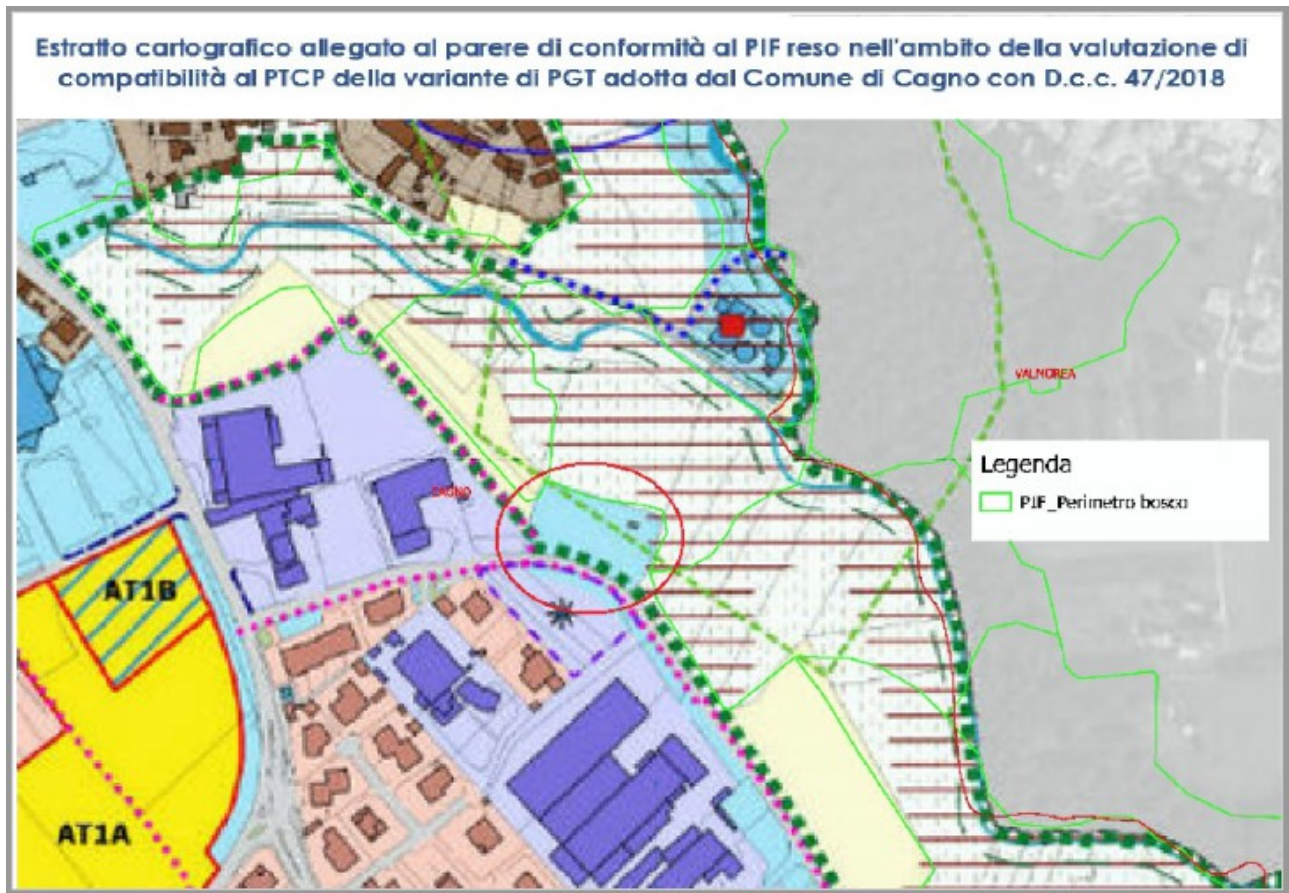 Estratto cartografico allegato al parere di conformità al PIF reso nell'ambito della valutazione di
compatibilità al PTCP della variante di PGT adotta dal Comune di Cagno con D.c.c. 47/2018
VALMOREA
Legenda
PIF_Perimetro bosco
CAGNO
AT1B
AT1A